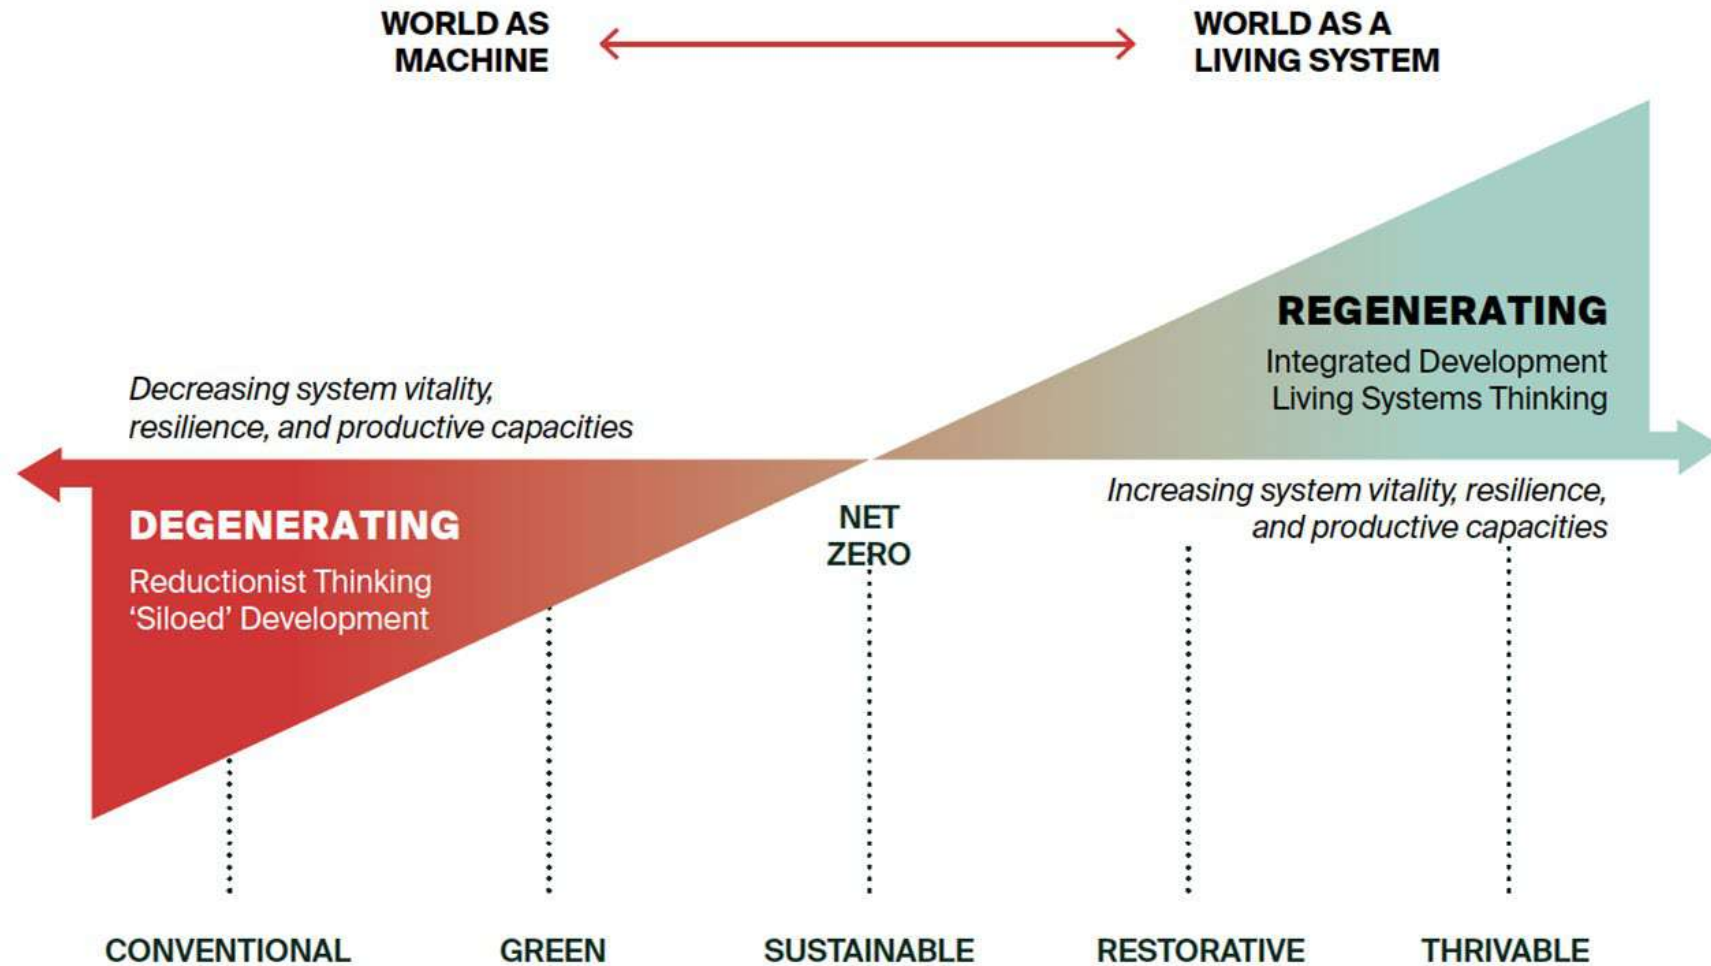 WORLD AS
MACHINE
WORLD AS A
LIVING SYSTEM
Decreasing system vitality,
resilience, and productive capacities
DEGENERATING
Reductionist Thinking
‘Siloed’ Development
REGENERATING
Integrated Development
Living Systems Thinking
Increasing system vitality, resilience,
and productive capacities
NET
ZERO
CONVENTIONAL
GREEN
SUSTAINABLE
RESTORATIVE
THRIVABLE